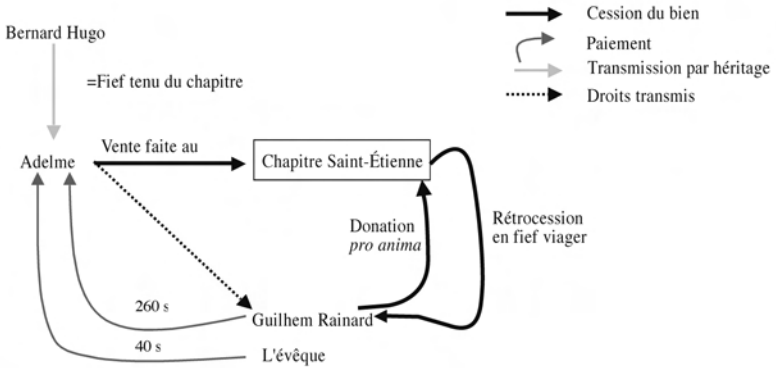 Cession du bien
Bernard Hugo
Paiement
Transmission par héritage
=Fief tenu du chapitre
Droits transmis
Vente faite au
Adelme
Chapitre Saint-Étienne
Rétrocession
en fief viager
Donation
pro anima
260 s
Guilhem Rainard
40 s
L'évêque